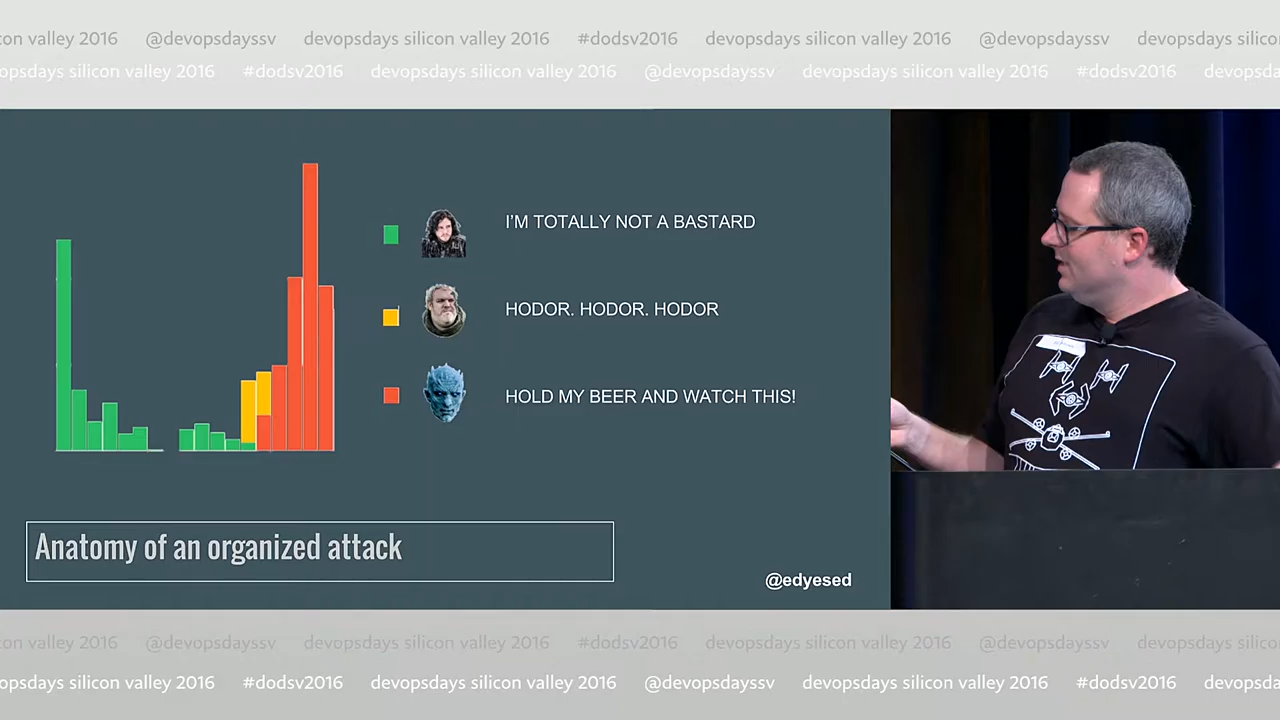 con valley 2016 @devopsdayssv devopsdays silicon valley 2016 #dodsv2016 devopsdays silicon valley 2016 @devopsdayssv devopsdays silico
opsdays silicon valley 2016 #dodsv2016 devopsdays silicon valley 2016 @devopsdayssv devopsdays silicon valley 2016 #dodsv2016 devopsda
I'M TOTALLY NOT A BASTARD
HODOR. HODOR. HODOR
HOLD MY BEER AND WATCH THIS!
Anatomy of an organized attack
@edyesed
con valley 2016 @devopsdayssv devopsdays silicon valley 2016 #dodsv2016 devopsdays silicon valley 2016 @devopsdayssv devopsdays silico
opsdays silicon valley 2016 #dodsv2016 devopsdays silicon valley 2016 @devopsdayssv devopsdays silicon valley 2016 #dodsv2016 devopsda